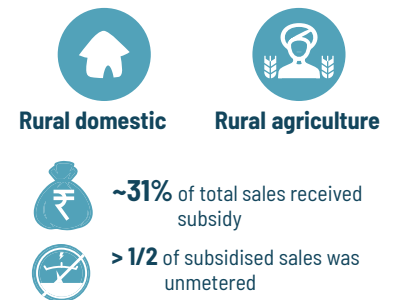 Rural domestic
Rural agriculture
₹
~31% of total sales received
subsidy
> 1/2 of subsidised sales was
unmetered